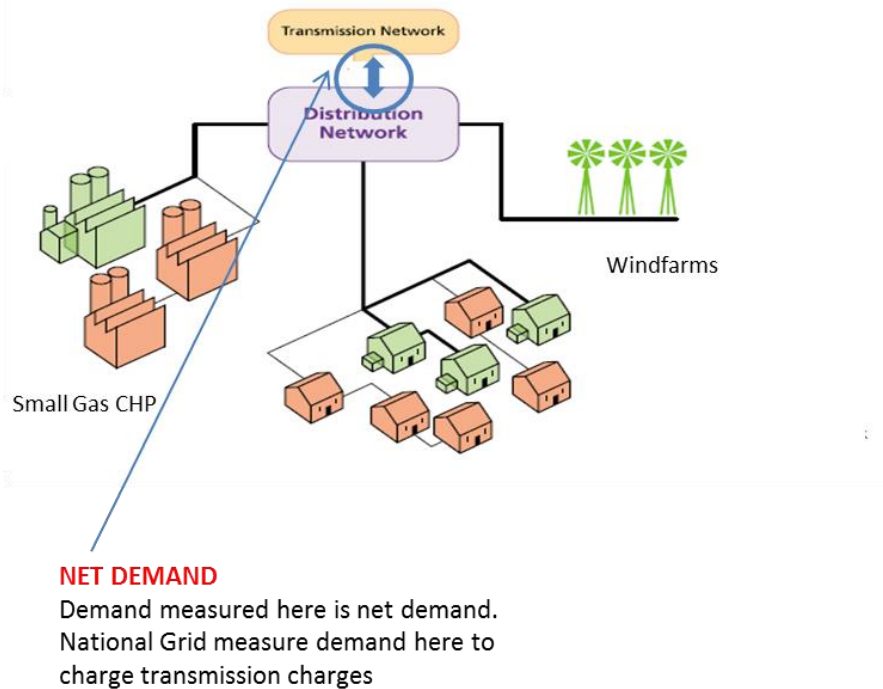 Transmission Network
Distribution
Network
Windfarms
Small Gas CHP
NET DEMAND
Demand measured here is net demand.
National Grid measure demand here to
charge transmission charges